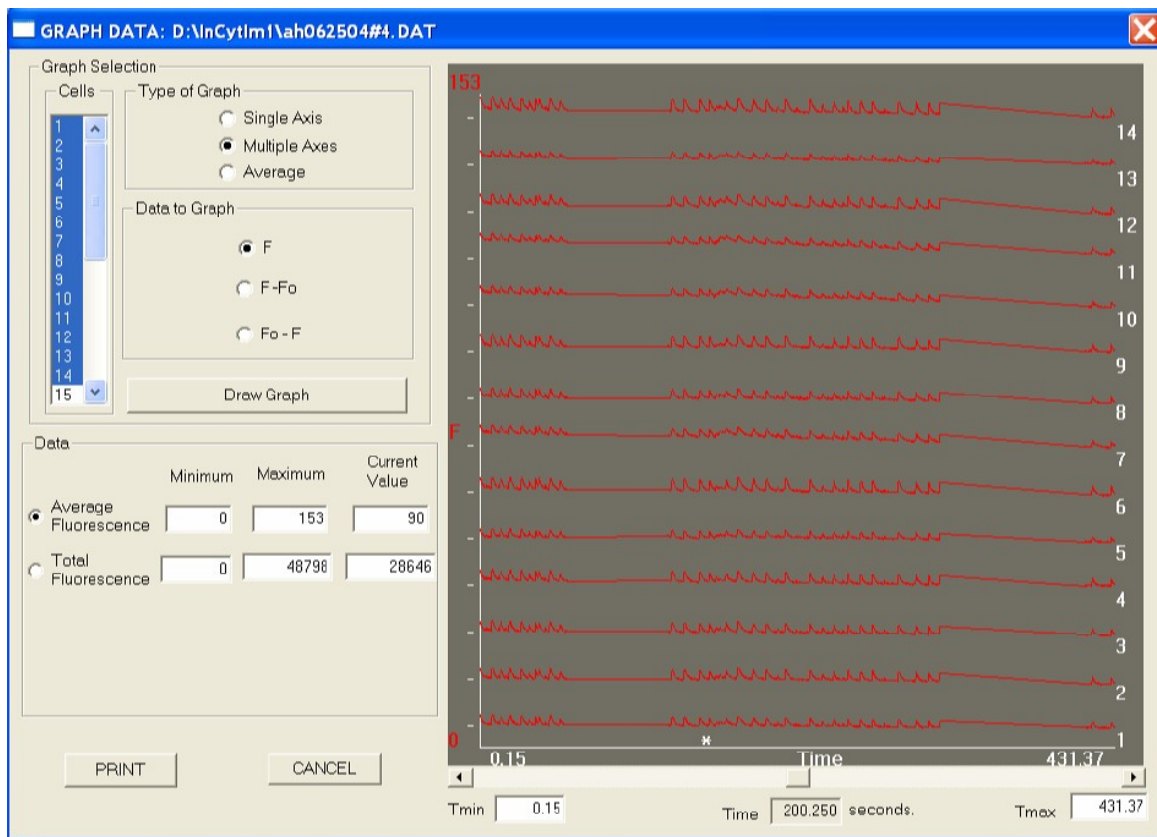 GRAPH DATA: D:\InCytIm1\ah062504#4.DAT
Graph Selection
Cells
1
2
3
4
5
6
7
8
9
10
11
12
13
14
15
Type of Graph
Single Axis
Multiple Axes
Average
Data to Graph
F
F-Fo
Fo-F
Draw Graph
Data
Minimum Maximum Current Value
Average Fluorescence 0 153 90
Total Fluorescence 0 48798 28646
PRINT CANCEL
153
F
0
14
13
12
11
10
9
8
7
6
5
4
3
2
1
*
0.15 Time 431.37
Tmin 0.15 Time 200.250 seconds. Tmax 431.37